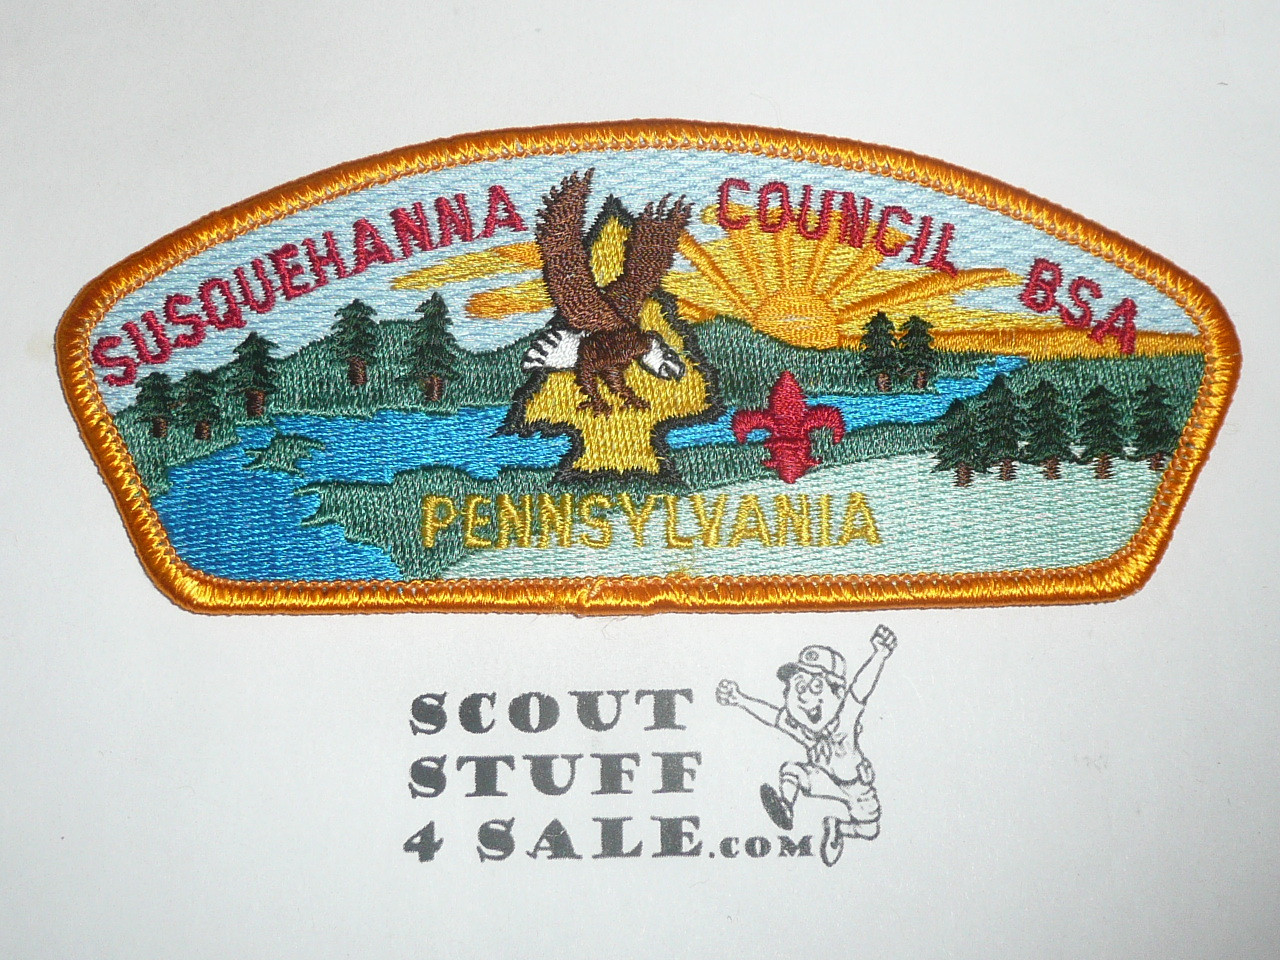 SUSQUEHANNA COUNCIL BSA
PENNSYLVANIA
SCOUT
STUFF
4 SALE.COM